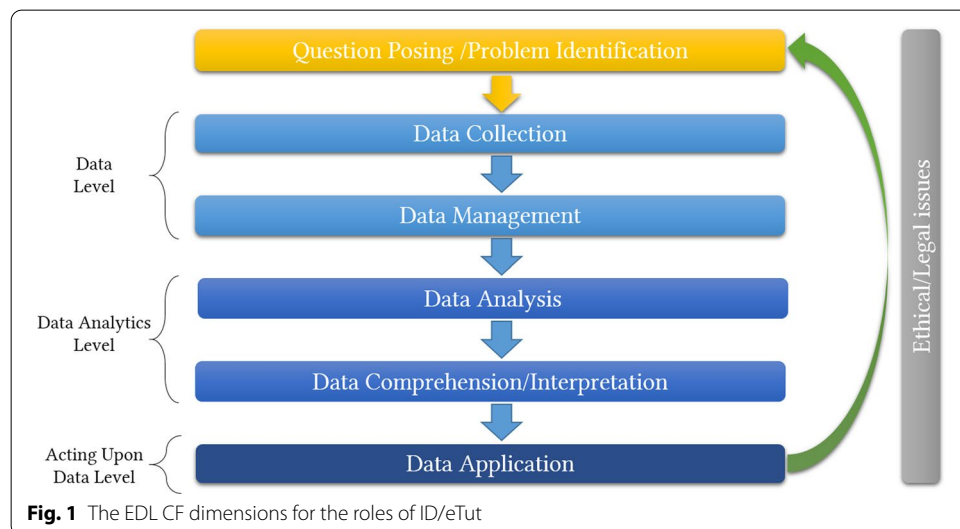 Question Posing /Problem Identification
Data Collection
Data
Level
Data Management
Data Analysis
Data Analytics
Level
Data Comprehension/Interpretation
Acting Upon
Data Level
Data Application
Ethical/Legal issues
Fig. 1 The EDL CF dimensions for the roles of ID/eTut